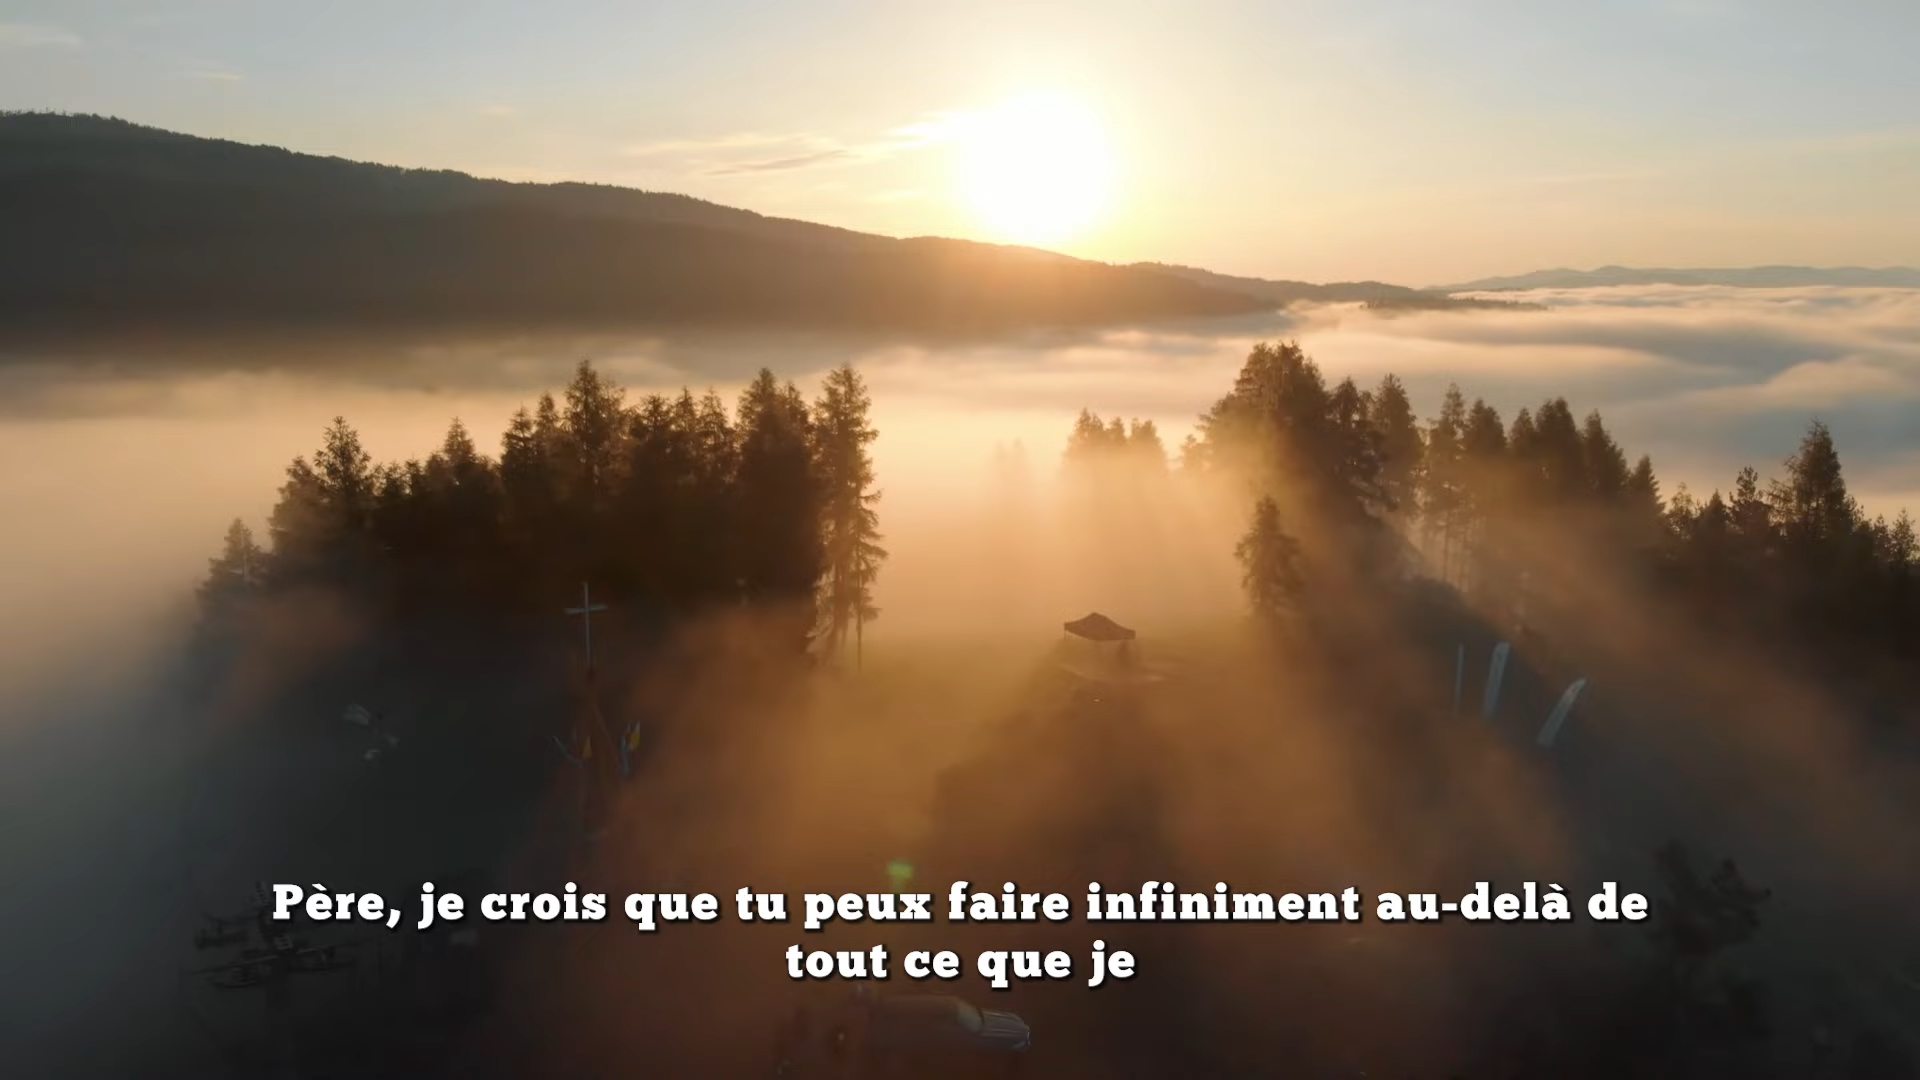 Père, je crois que tu peux faire infiniment au-delà de
tout ce que je